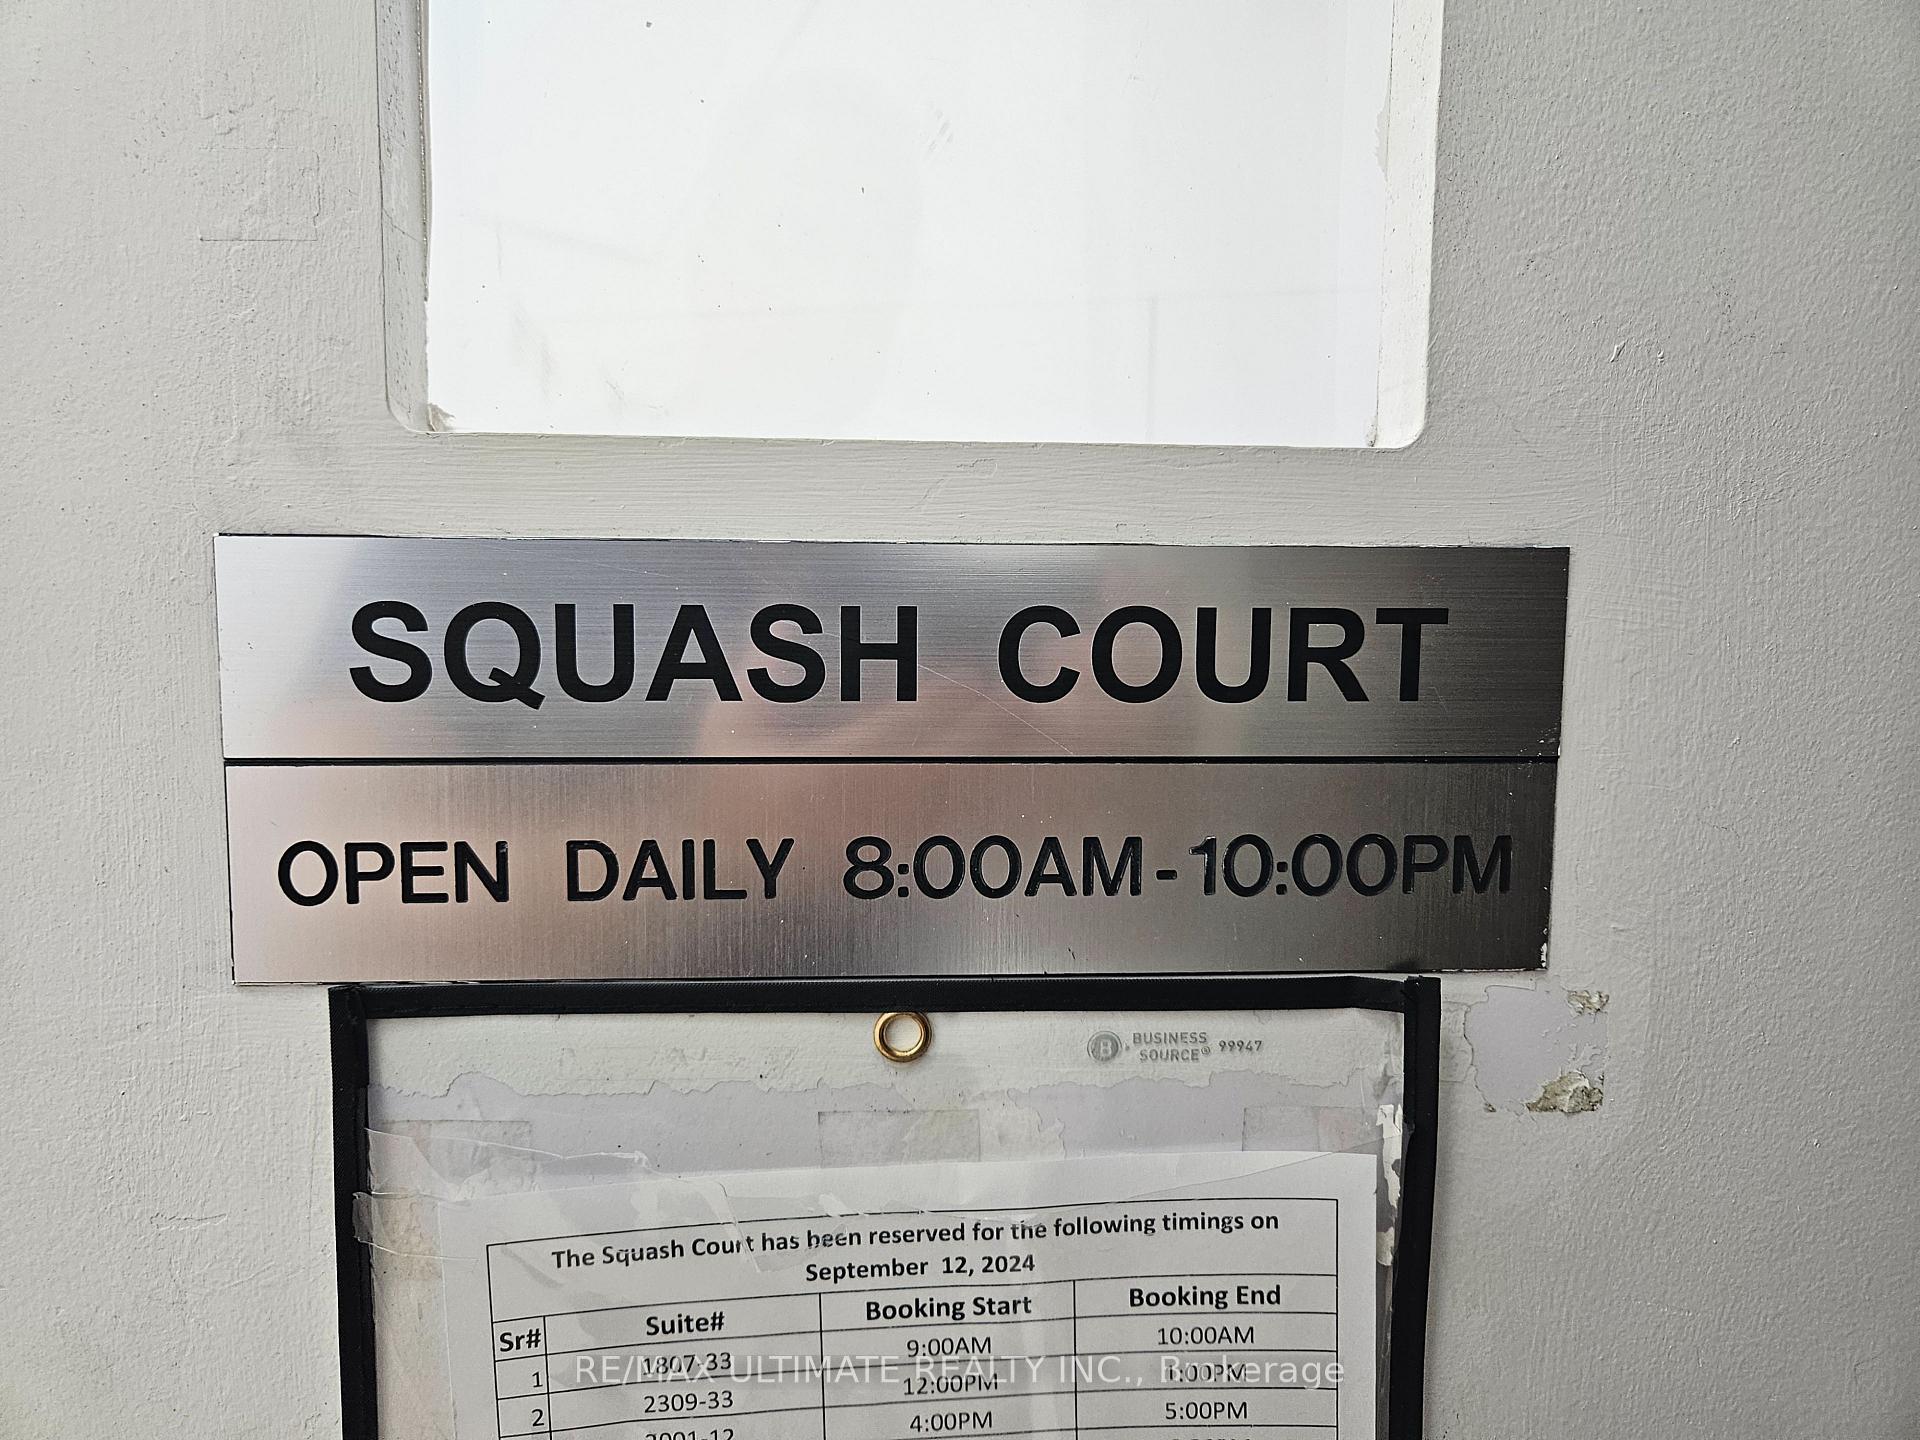 SQUASH COURT
OPEN DAILY 8:00AM-10:00PM
BUSINESS
SOURCE® 99947
The Squash Court has been reserved for the following timings on
September 12, 2024
Sr# Suite# Booking Start Booking End
1 1807-33 9:00AM 10:00AM
2 2309-33 12:00PM 1:00PM
4:00PM 5:00PM
RE/MAX ULTIMATE REALTY INC., Brokerage